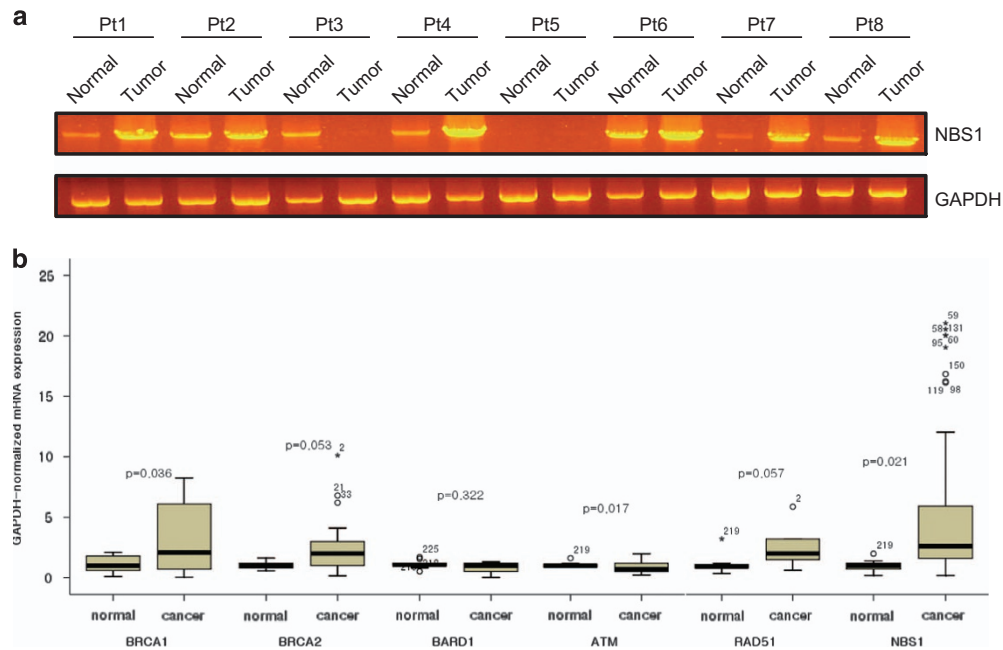 a
Pt1 Pt2 Pt3 Pt4 Pt5 Pt6 Pt7 Pt8
Normal Tumor Normal Tumor Normal Tumor Normal Tumor Normal Tumor Normal Tumor Normal Tumor Normal Tumor
NBS1
GAPDH
b
GAPDH-normalized mRNA expression
25
20
15
10
5
0
p=0,036
p=0,053
p=0,322
p=0,017
p=0,057
p=0,021
2
21
33
225
219
219
2
219
59
58 131
95 60
150
119 98
normal cancer normal cancer normal cancer normal cancer normal cancer normal cancer
BRCA1 BRCA2 BARD1 ATM RAD51 NBS1